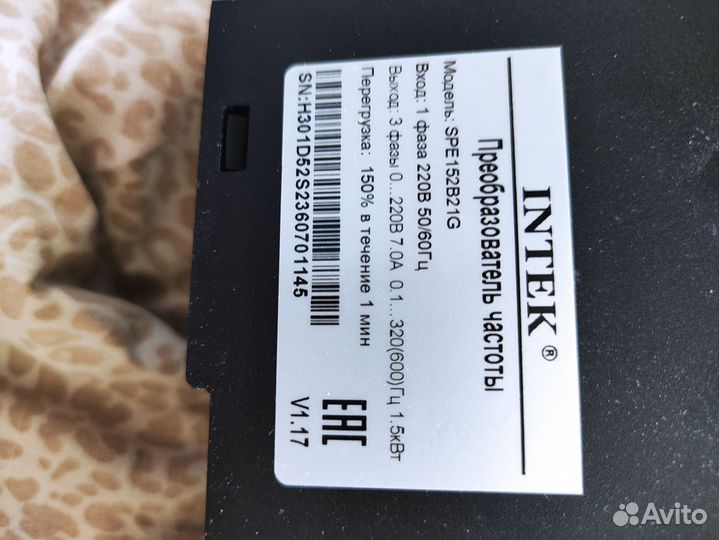 INTEK ®
Преобразователь частоты
Модель: SPE152B21G
Вход: 1 фаза 220В 50/60Гц
Выход: 3 фазы 0...220В 7.0А 0.1...320(600)Гц 1.5кВт
Перегрузка: 150% в течение 1 мин
SN:H301D52S2360701145
EAC
V1.17
Avito